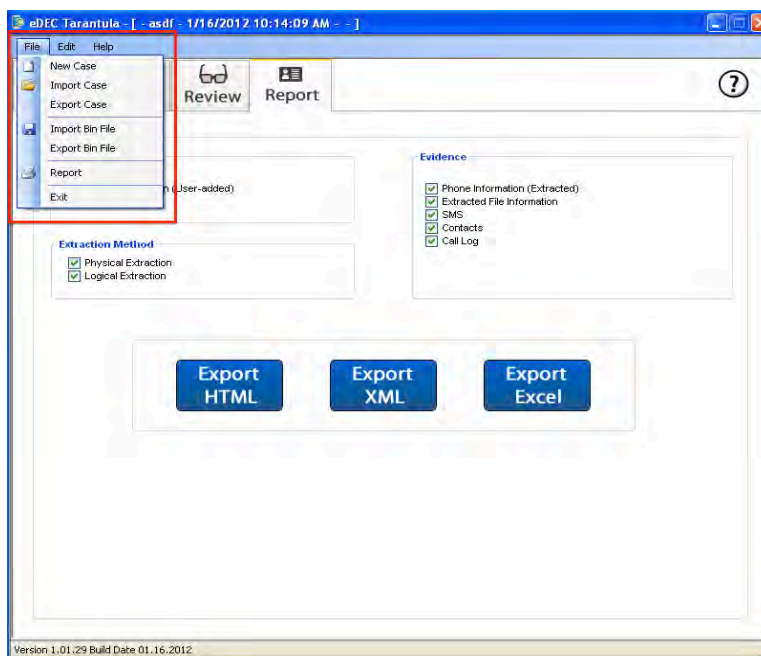 eDEC Tarantula - [ - asdf - 1/16/2012 10:14:09 AM - - ]
File Edit Help
New Case
Import Case
Export Case
Import Bin File
Export Bin File
Report
Exit
Review
Report
?
(User-added)
Evidence
Phone Information (Extracted)
Extracted File Information
SMS
Contacts
Call Log
Extraction Method
Physical Extraction
Logical Extraction
Export
HTML
Export
XML
Export
Excel
Version 1.01.29 Build Date 01.16.2012